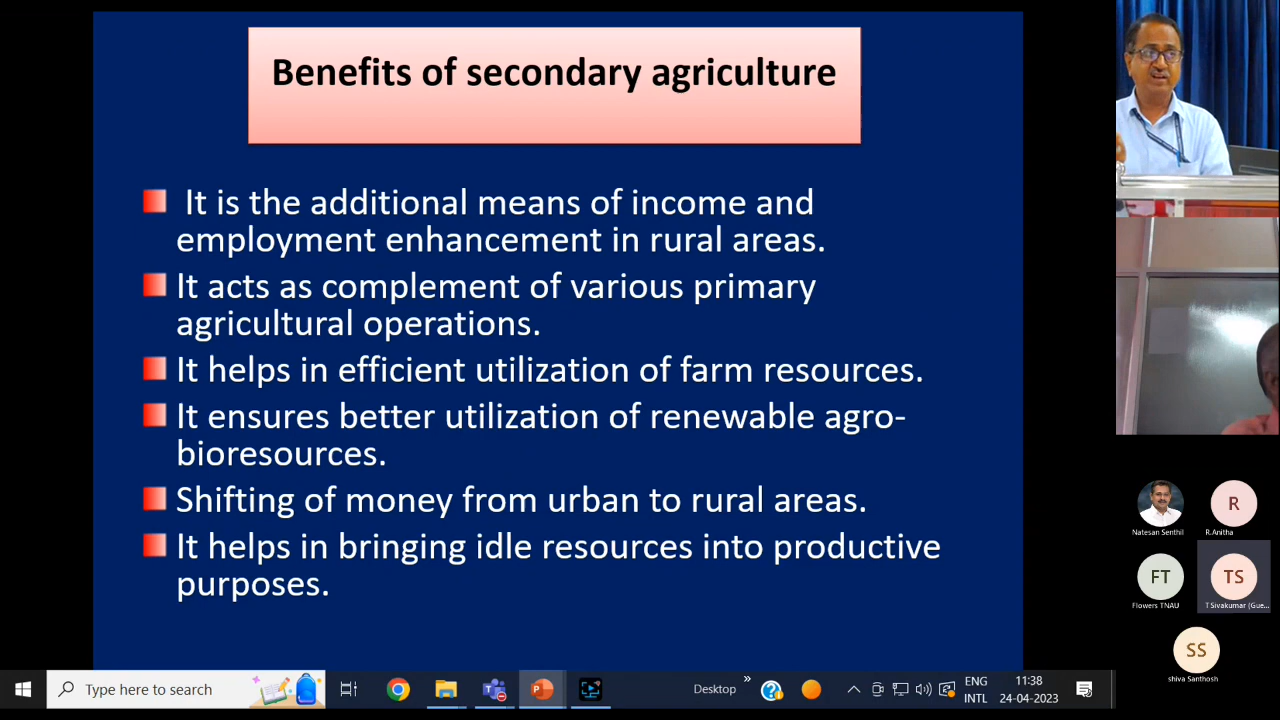 Benefits of secondary agriculture
It is the additional means of income and
employment enhancement in rural areas.
It acts as complement of various primary
agricultural operations.
It helps in efficient utilization of farm resources.
It ensures better utilization of renewable agro-
bioresources.
Shifting of money from urban to rural areas.
It helps in bringing idle resources into productive
purposes.
R
Natesan Senthil
R.Anitha
FT
TS
Flowers TNAU
T Sivakumar (Gue...
SS
shiva Santhosh
Type here to search
Desktop
»
ENG
INTL
11:38
24-04-2023